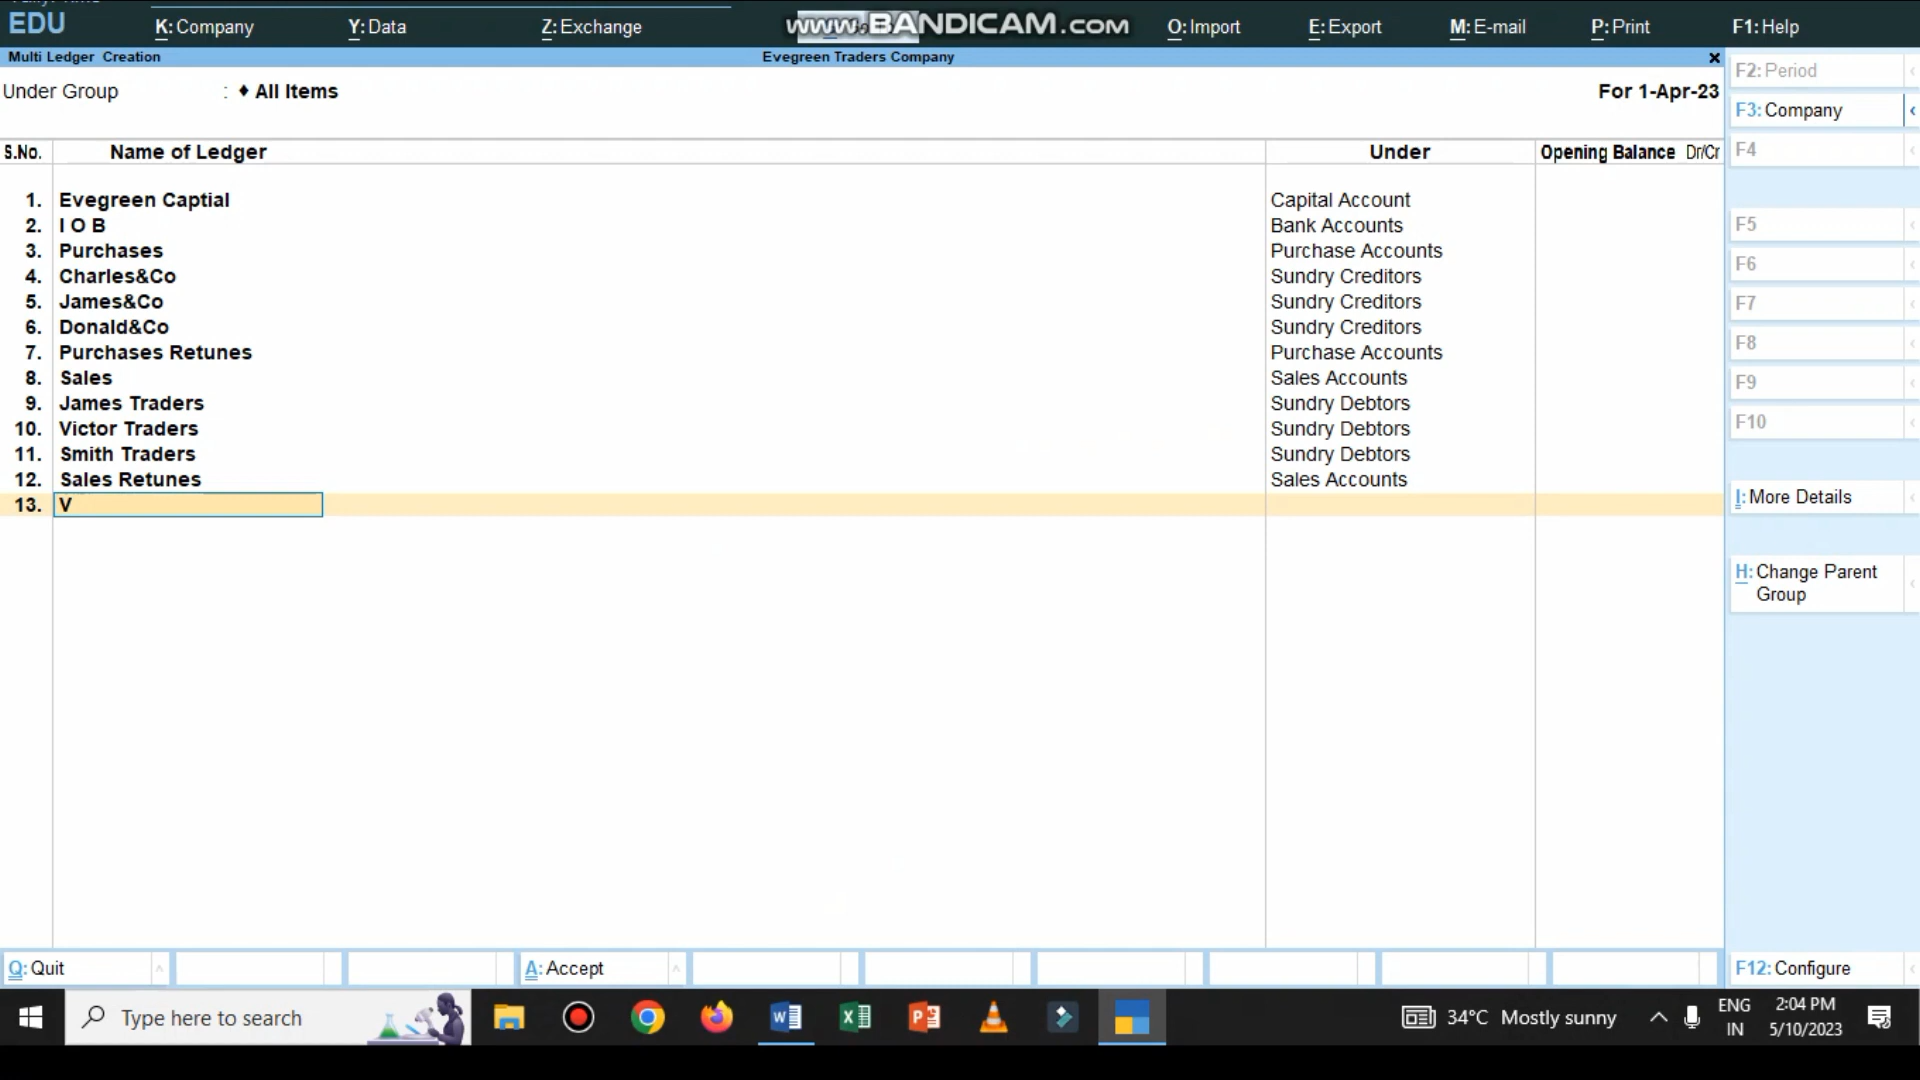 EDU
K: Company
Y: Data
Z: Exchange
www.BANDICAM.com
O: Import
E: Export
M: E-mail
P: Print
F1: Help
Multi Ledger Creation
Evegreen Traders Company
Under Group : ♦ All Items
For 1-Apr-23
S.No. Name of Ledger Under Opening Balance Dr/Cr
1. Evegreen Captial Capital Account
2. I O B Bank Accounts
3. Purchases Purchase Accounts
4. Charles&Co Sundry Creditors
5. James&Co Sundry Creditors
6. Donald&Co Sundry Creditors
7. Purchases Retunes Purchase Accounts
8. Sales Sales Accounts
9. James Traders Sundry Debtors
10. Victor Traders Sundry Debtors
11. Smith Traders Sundry Debtors
12. Sales Retunes Sales Accounts
13. V
F2: Period
F3: Company
F4
F5
F6
F7
F8
F9
F10
I: More Details
H: Change Parent
Group
Q: Quit
A: Accept
F12: Configure
Type here to search
34°C Mostly sunny
ENG
IN
2:04 PM
5/10/2023